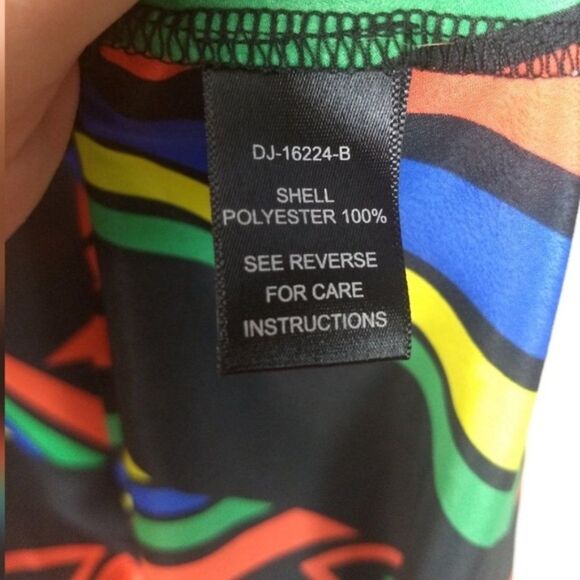 DJ-16224-B
SHELL
POLYESTER 100%
SEE REVERSE
FOR CARE
INSTRUCTIONS